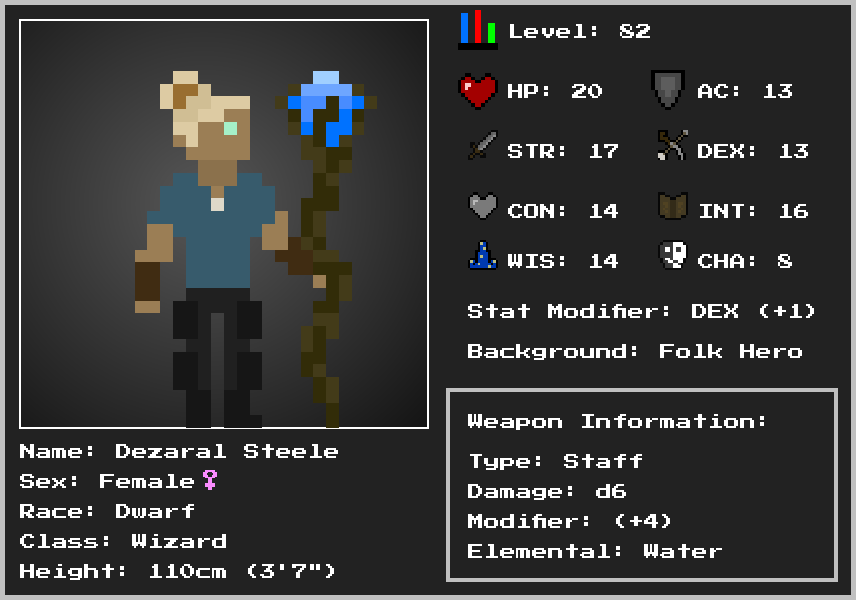 Level: 82
HP: 20
AC: 13
STR: 17
DEX: 13
CON: 14
INT: 16
WIS: 14
CHA: 8
Stat Modifier: DEX (+1)
Background: Folk Hero
Weapon Information:
Type: Staff
Damage: d6
Modifier: (+4)
Elemental: Water
Name: Dezaral Steele
Sex: Female♀
Race: Dwarf
Class: Wizard
Height: 110cm (3'7")